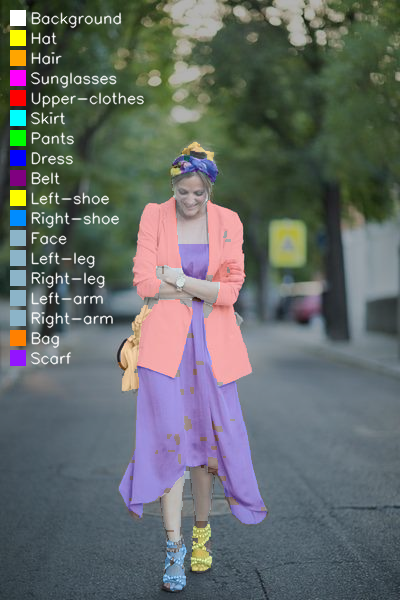 Background
Hat
Hair
Sunglasses
Upper-clothes
Skirt
Pants
Dress
Belt
Left-shoe
Right-shoe
Face
Left-leg
Right-leg
Left-arm
Right-arm
Bag
Scarf